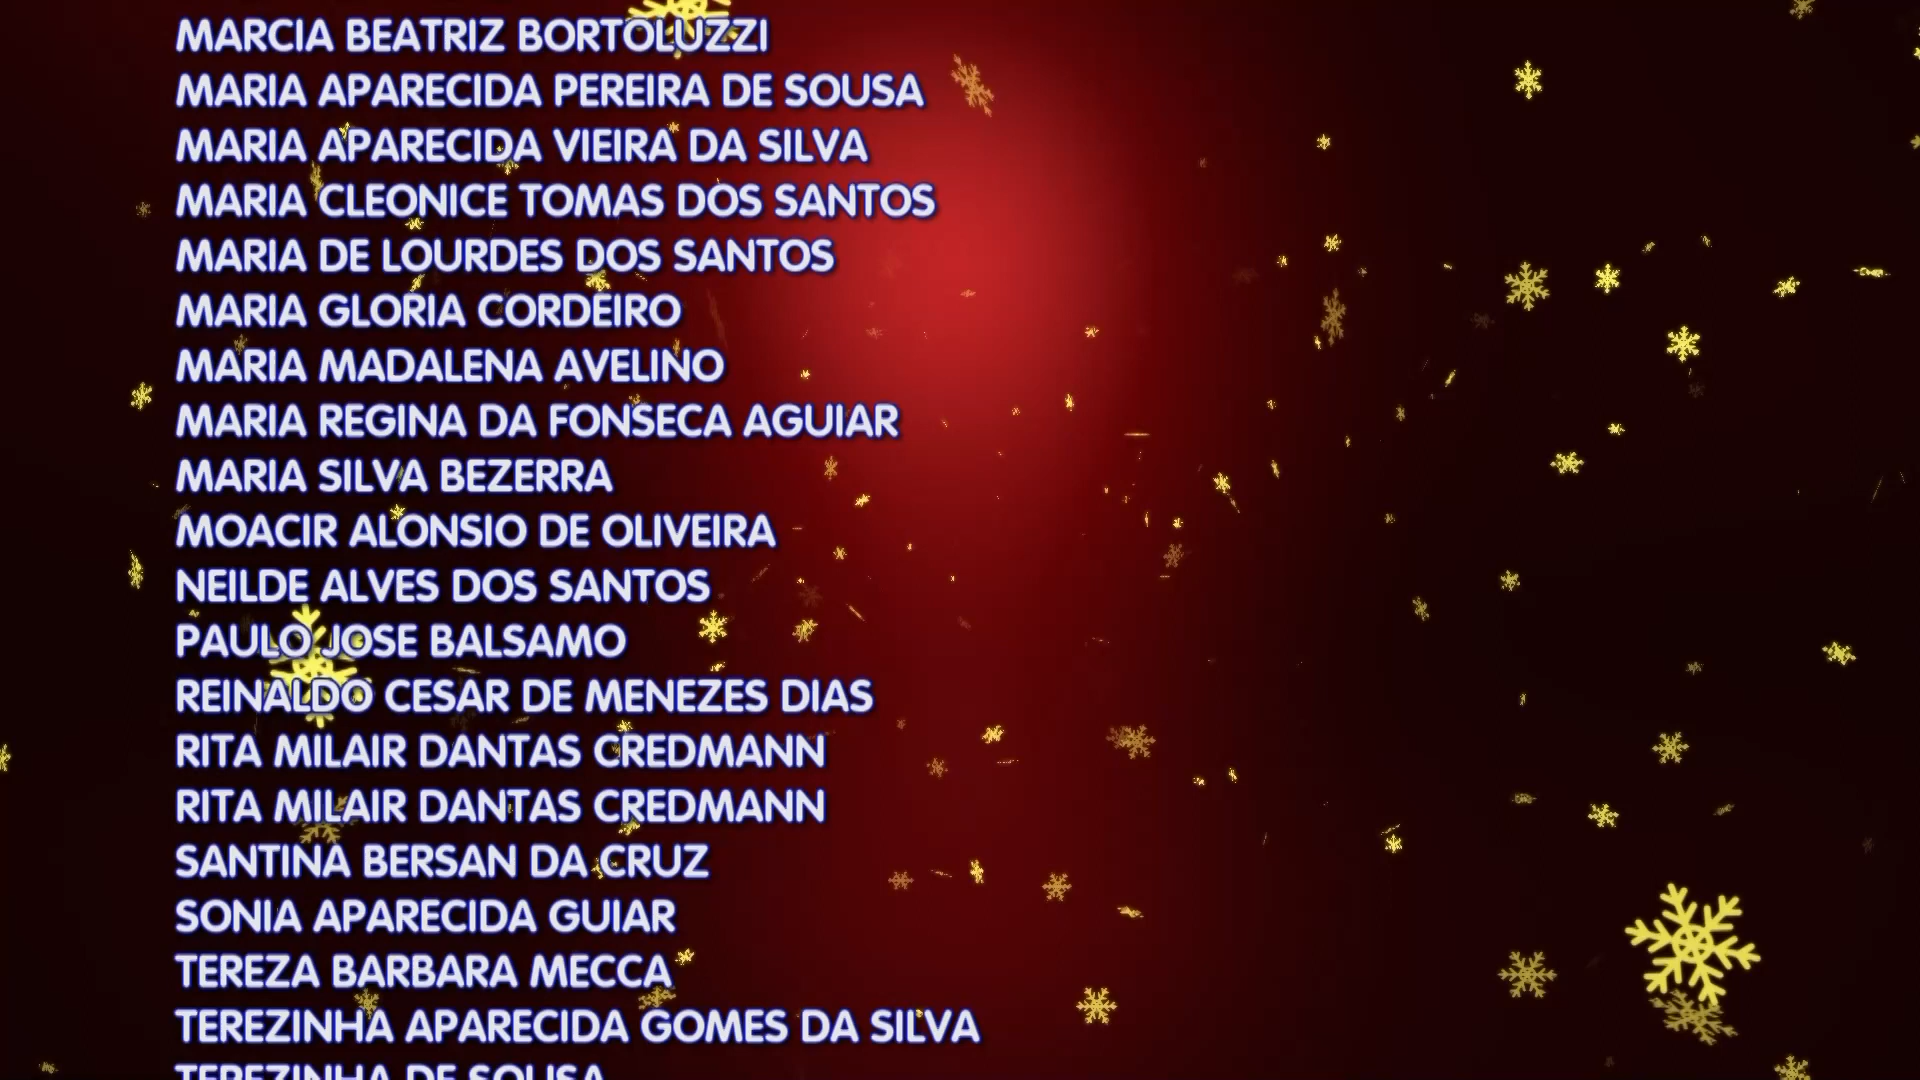 MARCIA BEATRIZ BORTOLUZZI
MARIA APARECIDA PEREIRA DE SOUSA
MARIA APARECIDA VIEIRA DA SILVA
MARIA CLEONICE TOMAS DOS SANTOS
MARIA DE LOURDES DOS SANTOS
MARIA GLORIA CORDEIRO
MARIA MADALENA AVELINO
MARIA REGINA DA FONSECA AGUIAR
MARIA SILVA BEZERRA
MOACIR ALONSIO DE OLIVEIRA
NEILDE ALVES DOS SANTOS
PAULO JOSE BALSAMO
REINALDO CESAR DE MENEZES DIAS
RITA MILAIR DANTAS CREDMANN
RITA MILAIR DANTAS CREDMANN
SANTINA BERSAN DA CRUZ
SONIA APARECIDA GUIAR
TEREZA BARBARA MECCA
TEREZINHA APARECIDA GOMES DA SILVA
TEREZINHA DE SOUSA